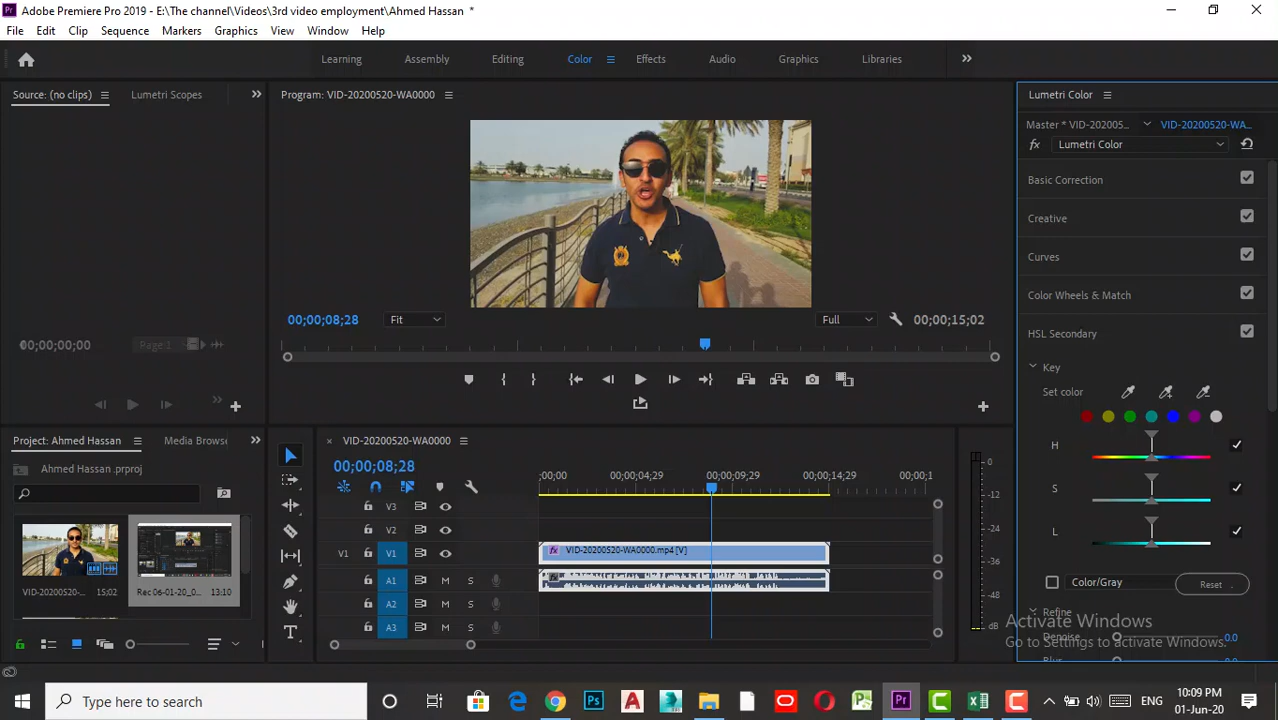 Adobe Premiere Pro 2019 - E:\The channel\Videos\3rd video employment\Ahmed Hassan *
File Edit Clip Sequence Markers Graphics View Window Help
Learning Assembly Editing Color Effects Audio Graphics Libraries
Source: (no clips) Lumetri Scopes
Program: VID-20200520-WA0000
Lumetri Color
Master * VID-202005... VID-20200520-WA...
fx Lumetri Color
Basic Correction
Creative
Curves
Color Wheels & Match
HSL Secondary
Key
Set color
H
S
L
Color/Gray Reset
Refine
Denoise 0.0
Blur
00;00;08;28 Fit Full 00;00;15;02
00;00;00;00 Page:1
Project: Ahmed Hassan Media Browse
Ahmed Hassan .prproj
VID-20200520-... 15;02
Rec 06-01-20_0... 13;10
VID-20200520-WA0000
00;00;08;28
;00;00 00;00;04;29 00;00;09;29 00;00;14;29 00;00;1
V3
V2
V1 V1 fx VID-20200520-WA0000.mp4 [V]
A1 M S fx
A2 M S
A3 M S
0
-12
-24
-36
-48
dB
Activate Windows
Go to Settings to activate Windows.
Type here to search
Ps
Pr
ENG
10:09 PM
01-Jun-20